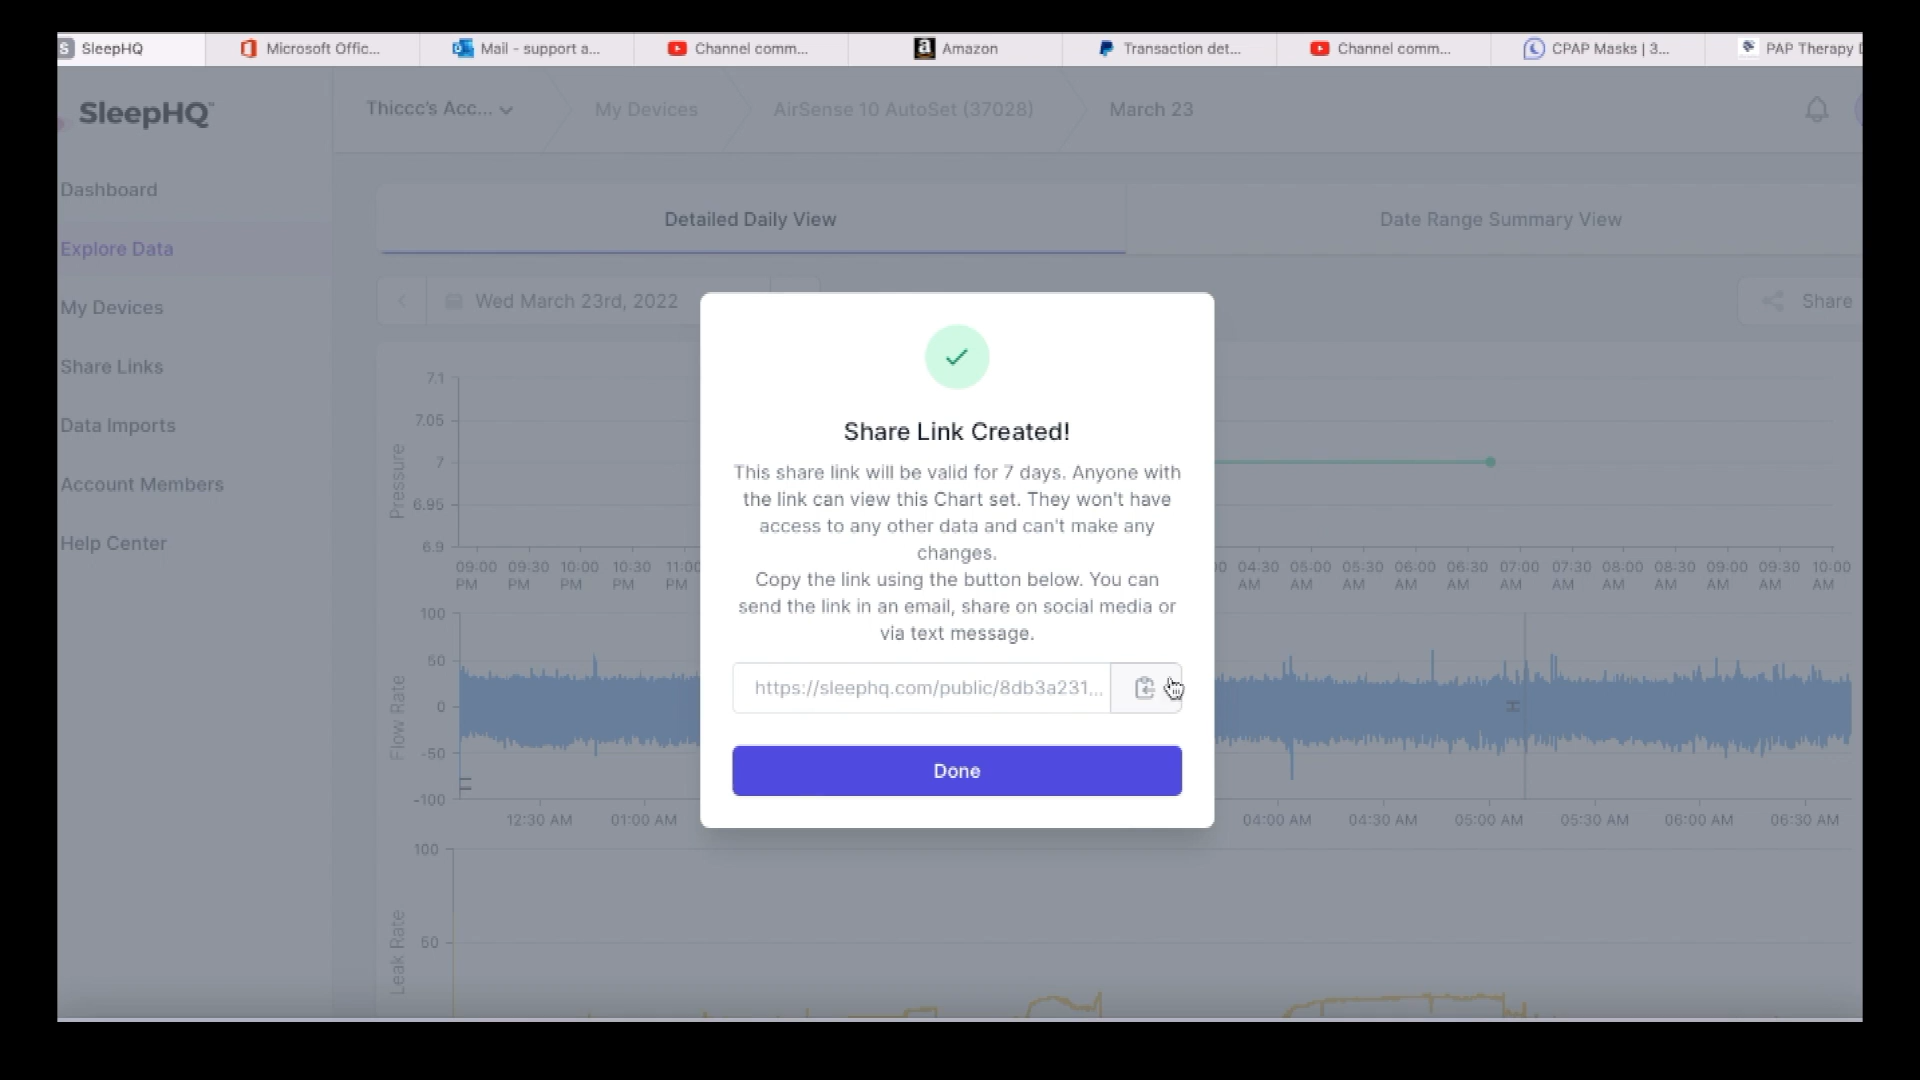 SleepHQ
Microsoft Offic...
Mail - support a...
Channel comm...
Amazon
Transaction det...
Channel comm...
CPAP Masks | 3...
PAP Therapy
SleepHQ™
Thiccc's Acc...
My Devices
AirSense 10 AutoSet (37028)
March 23
Dashboard
Explore Data
My Devices
Share Links
Data Imports
Account Members
Help Center
Detailed Daily View
Date Range Summary View
Wed March 23rd, 2022
Share
Share Link Created!
This share link will be valid for 7 days. Anyone with
the link can view this Chart set. They won't have
access to any other data and can't make any
changes.
Copy the link using the button below. You can
send the link in an email, share on social media or
via text message.
https://sleephq.com/public/8db3a231...
Done
Pressure
7.1
7.05
7
6.95
6.9
09:00 PM
09:30 PM
10:00 PM
10:30 PM
11:00 PM
04:30 AM
05:00 AM
05:30 AM
06:00 AM
06:30 AM
07:00 AM
07:30 AM
08:00 AM
08:30 AM
09:00 AM
09:30 AM
10:00 AM
Flow Rate
100
50
0
-50
-100
12:30 AM
01:00 AM
04:00 AM
04:30 AM
05:00 AM
05:30 AM
06:00 AM
06:30 AM
Leak Rate
100
50